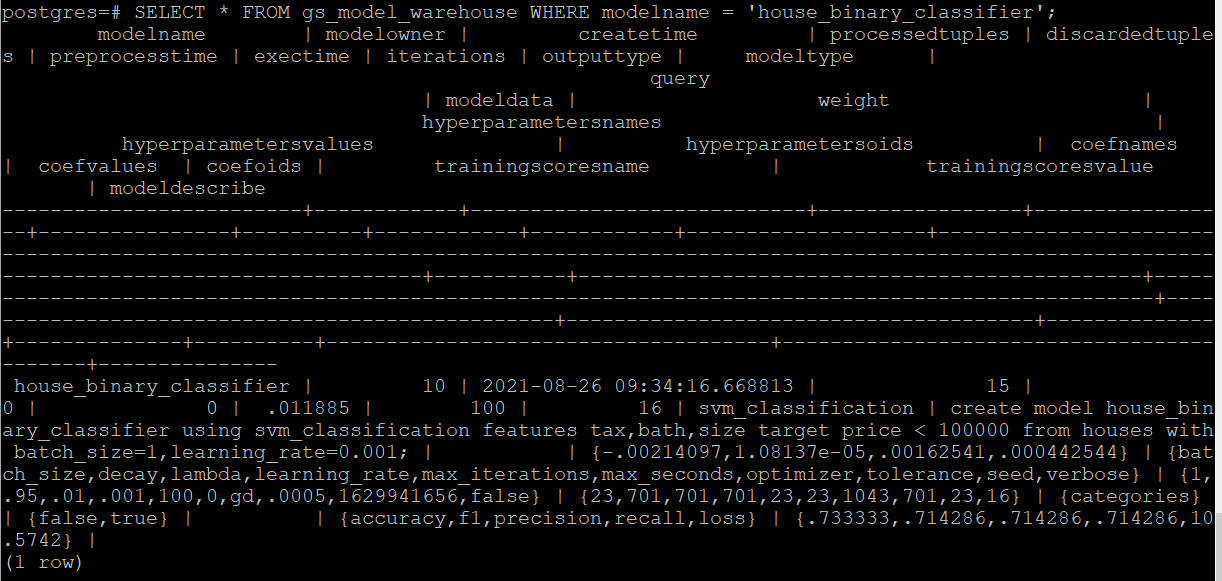 postgres=# SELECT * FROM gs_model_warehouse WHERE modelname = 'house_binary_classifier';
        modelname        | modelowner |         createtime         | processedtuples | discardedtuple
s | preprocesstime | exectime | iterations | outputtype |     modeltype      |
                                                      query
                                   | modeldata |                    weight                     |
                                   hyperparametersnames                                         |
          hyperparametersvalues               |          hyperparametersoids          |  coefnames
|  coefvalues  | coefoids |         trainingscoresname          |            trainingscoresvalue
       | modeldescribe
-------------------------+------------+----------------------------+-----------------+---------------
--+----------------+----------+------------+------------+--------------------+-----------------------
-----------------------------------------------------------------------------------------------------
-----------------------------------+-----------+-----------------------------------------------+-----
------------------------------------------------------------------------------------------------+----
----------------------------------------------+---------------------------------------+--------------
+--------------+----------+-------------------------------------+------------------------------------
-------+---------------
 house_binary_classifier |         10 | 2021-08-26 09:34:16.668813 |              15 |
0 |              0 |  .011885 |        100 |         16 | svm_classification | create model house_bin
ary_classifier using svm_classification features tax,bath,size target price < 100000 from houses with
 batch_size=1,learning_rate=0.001; |           | {-.00214097,1.08137e-05,.00162541,.000442544} | {bat
ch_size,decay,lambda,learning_rate,max_iterations,max_seconds,optimizer,tolerance,seed,verbose} | {1,
.95,.01,.001,100,0,gd,.0005,1629941656,false} | {23,701,701,701,23,23,1043,701,23,16} | {categories}
| {false,true} |          | {accuracy,f1,precision,recall,loss} | {.733333,.714286,.714286,.714286,10
.5742} |
(1 row)